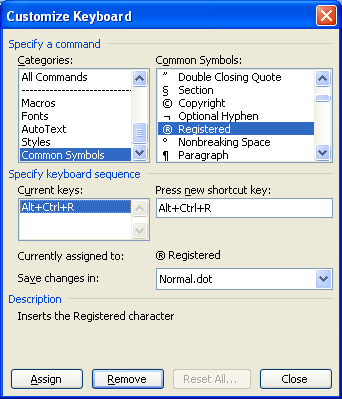 Customize Keyboard
Specify a command
Categories:
All Commands
--------------------------------
Macros
Fonts
AutoText
Styles
Common Symbols
Common Symbols:
” Double Closing Quote
§ Section
© Copyright
¬ Optional Hyphen
® Registered
° Nonbreaking Space
¶ Paragraph
Specify keyboard sequence
Current keys:
Alt+Ctrl+R
Press new shortcut key:
Alt+Ctrl+R
Currently assigned to: ® Registered
Save changes in: Normal.dot
Description
Inserts the Registered character
Assign Remove Reset All... Close